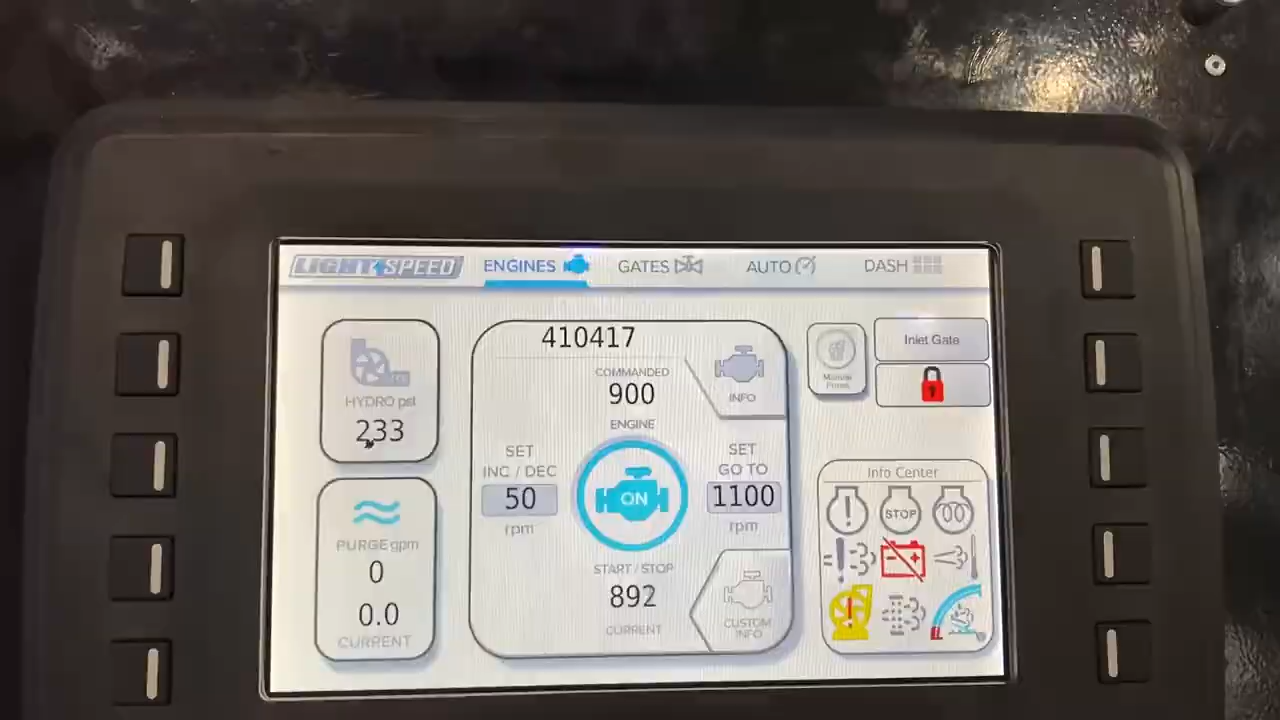 LIGHTSPEED
ENGINES
GATES
AUTO
DASH
HYDRO psi
233
PURGE gpm
0
0.0
CURRENT
410417
COMMANDED
900
ENGINE
ON
START / STOP
892
CURRENT
SET
INC / DEC
50
rpm
SET
GO TO
1100
rpm
INFO
CUSTOM
INFO
Manual
Inlet Gate
Info Center
STOP